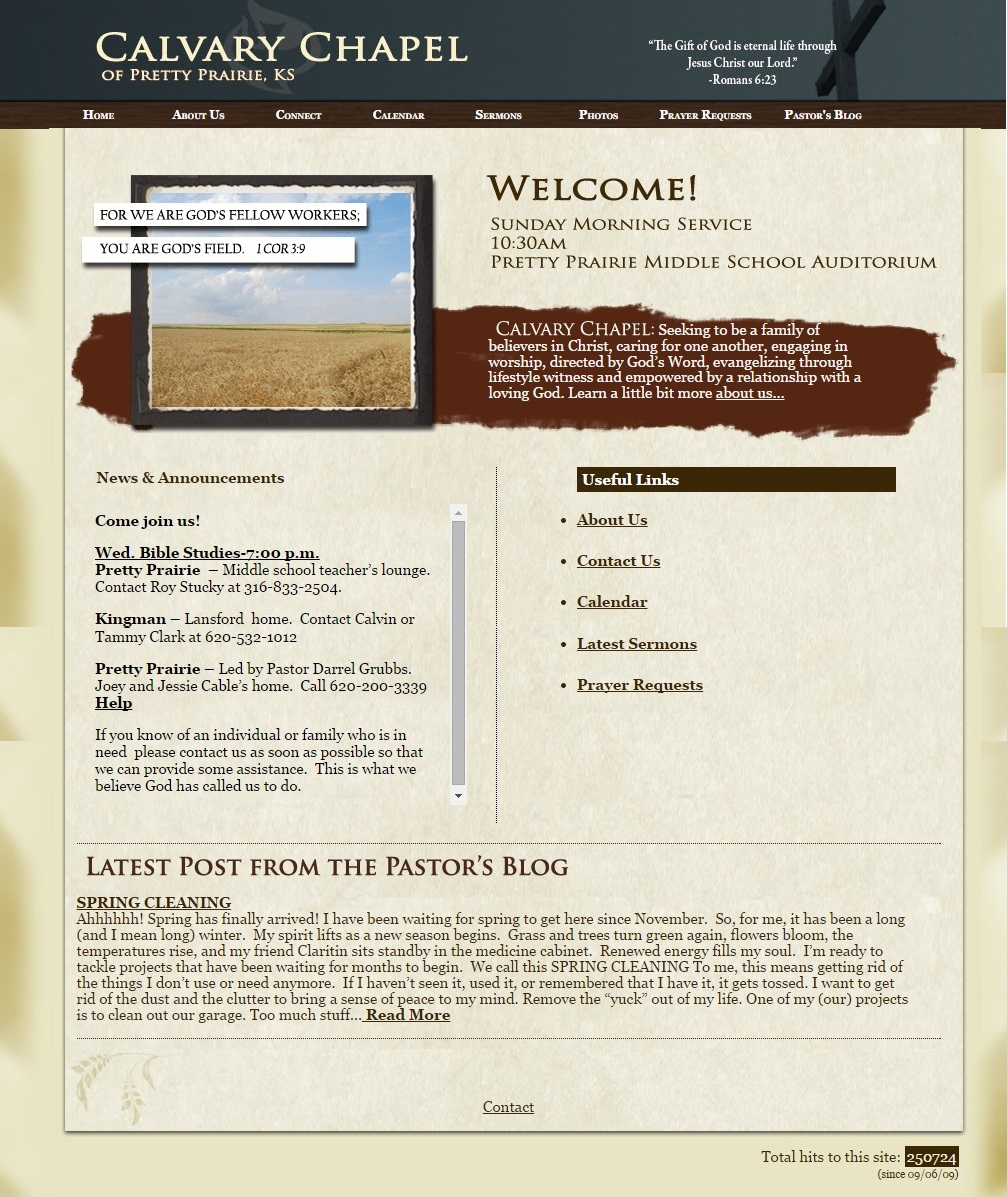 CALVARY CHAPEL
OF PRETTY PRAIRIE, KS
“The Gift of God is eternal life through
Jesus Christ our Lord.”
-Romans 6:23
Home About Us Connect Calendar Sermons Photos Prayer Requests Pastor's Blog
FOR WE ARE GOD'S FELLOW WORKERS;
YOU ARE GOD'S FIELD. 1 COR 3:9
WELCOME!
SUNDAY MORNING SERVICE
10:30AM
PRETTY PRAIRIE MIDDLE SCHOOL AUDITORIUM
CALVARY CHAPEL: Seeking to be a family of
believers in Christ, caring for one another, engaging in
worship, directed by God's Word, evangelizing through
lifestyle witness and empowered by a relationship with a
loving God. Learn a little bit more about us...
News & Announcements
Come join us!
Wed. Bible Studies-7:00 p.m.
Pretty Prairie – Middle school teacher's lounge.
Contact Roy Stucky at 316-833-2504.
Kingman – Lansford home. Contact Calvin or
Tammy Clark at 620-532-1012
Pretty Prairie – Led by Pastor Darrel Grubbs.
Joey and Jessie Cable's home. Call 620-200-3339
Help
If you know of an individual or family who is in
need please contact us as soon as possible so that
we can provide some assistance. This is what we
believe God has called us to do.
Useful Links
• About Us
• Contact Us
• Calendar
• Latest Sermons
• Prayer Requests
LATEST POST FROM THE PASTOR'S BLOG
SPRING CLEANING
Ahhhhhh! Spring has finally arrived! I have been waiting for spring to get here since November. So, for me, it has been a long
(and I mean long) winter. My spirit lifts as a new season begins. Grass and trees turn green again, flowers bloom, the
temperatures rise, and my friend Claritin sits standby in the medicine cabinet. Renewed energy fills my soul. I'm ready to
tackle projects that have been waiting for months to begin. We call this SPRING CLEANING To me, this means getting rid of
the things I don't use or need anymore. If I haven't seen it, used it, or remembered that I have it, it gets tossed. I want to get
rid of the dust and the clutter to bring a sense of peace to my mind. Remove the “yuck” out of my life. One of my (our) projects
is to clean out our garage. Too much stuff... Read More
Contact
Total hits to this site: 250724
(since 09/06/09)